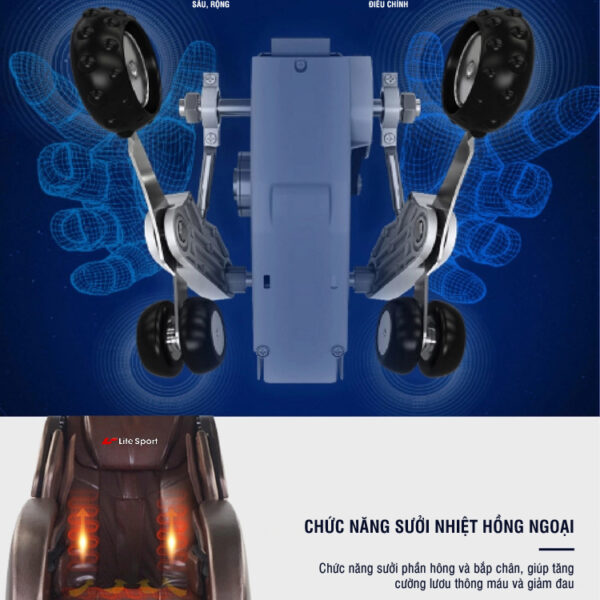 SÂU, RỘNG
ĐIỀU CHỈNH
Life Sport
CHỨC NĂNG SƯỞI NHIỆT HỒNG NGOẠI
Chức năng sưởi phần hông và bắp chân, giúp tăng
cường lươu thông máu và giảm đau